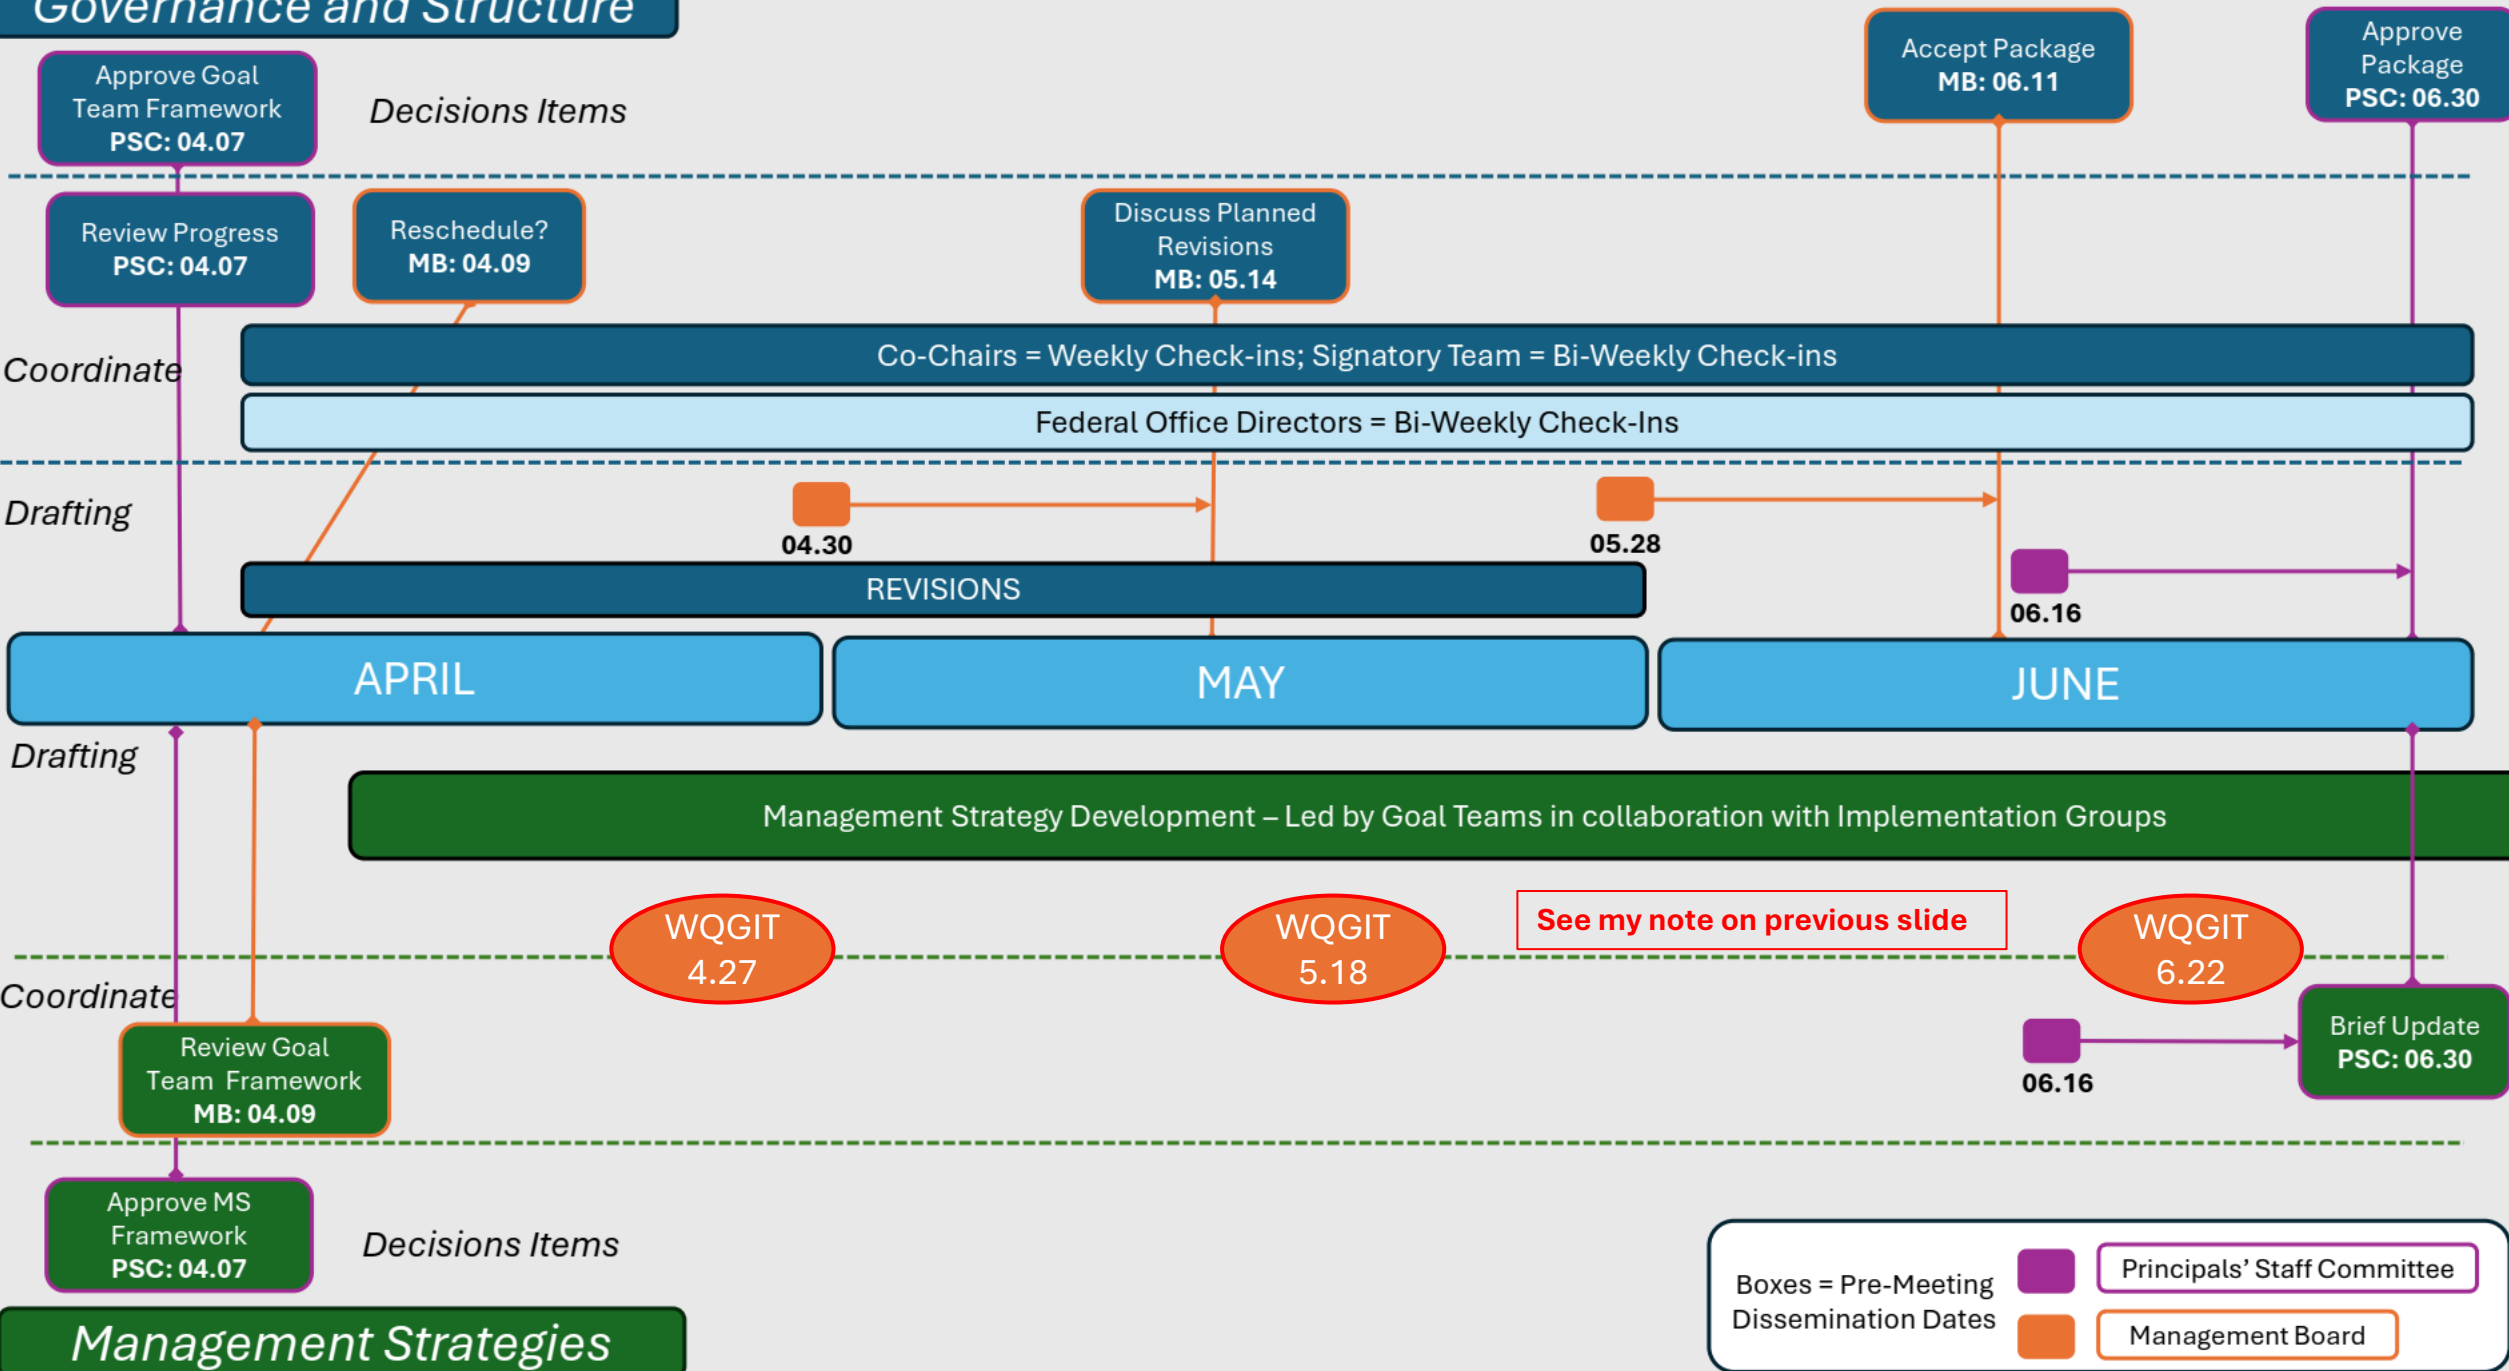 Governance and Structure
Approve Goal
Team Framework
PSC: 04.07
Decisions Items
Accept Package
MB: 06.11
Approve
Package
PSC: 06.30
Review Progress
PSC: 04.07
Reschedule?
MB: 04.09
Discuss Planned
Revisions
MB: 05.14
Coordinate
Co-Chairs = Weekly Check-ins; Signatory Team = Bi-Weekly Check-ins
Federal Office Directors = Bi-Weekly Check-Ins
Drafting
04.30
05.28
06.16
REVISIONS
APRIL
MAY
JUNE
Drafting
Management Strategy Development – Led by Goal Teams in collaboration with Implementation Groups
WQGIT
4.27
WQGIT
5.18
See my note on previous slide
WQGIT
6.22
Coordinate
Review Goal
Team Framework
MB: 04.09
06.16
Brief Update
PSC: 06.30
Approve MS
Framework
PSC: 04.07
Decisions Items
Management Strategies
Boxes = Pre-Meeting
Dissemination Dates
Principals' Staff Committee
Management Board